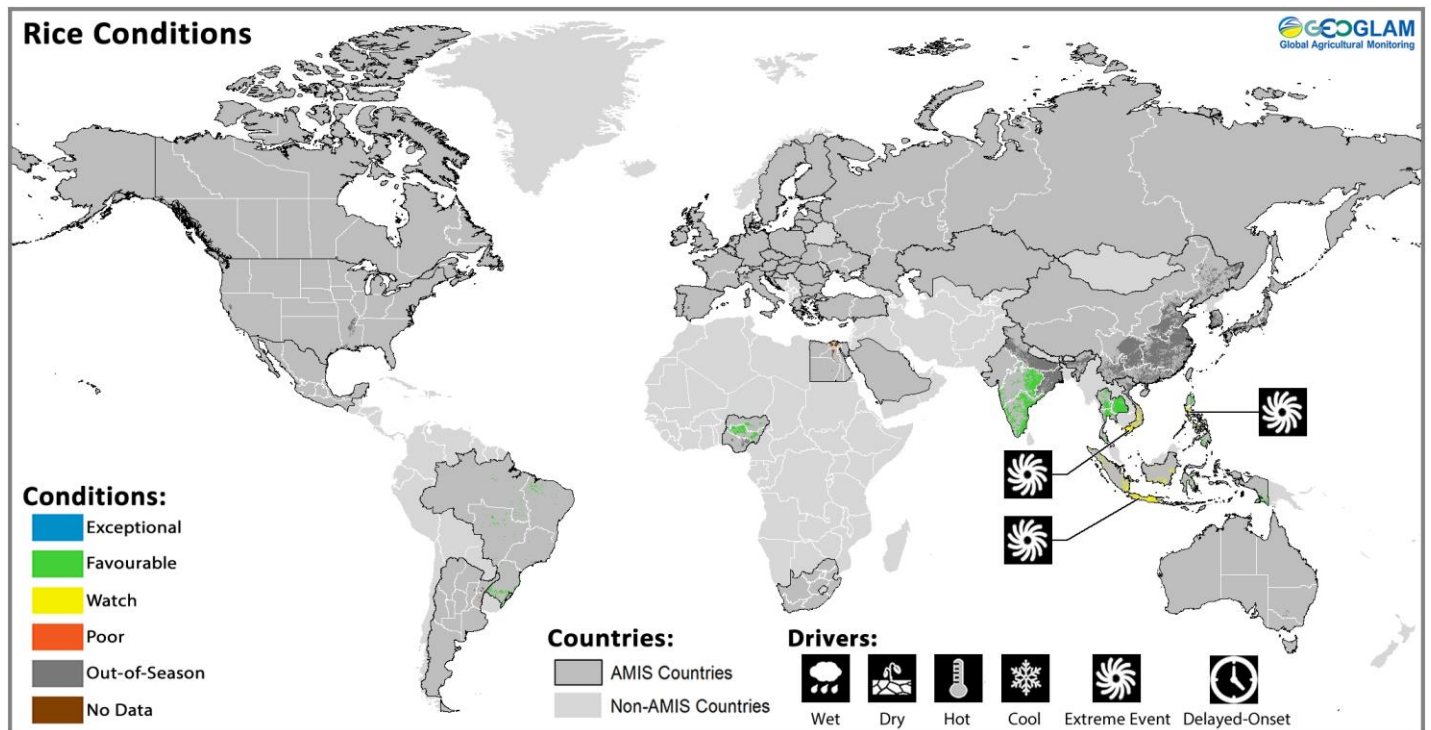 Rice Conditions
GEOGLAM
Global Agricultural Monitoring
Conditions:
Exceptional
Favourable
Watch
Poor
Out-of-Season
No Data
Countries:
AMIS Countries
Non-AMIS Countries
Drivers:
Wet
Dry
Hot
Cool
Extreme Event
Delayed-Onset